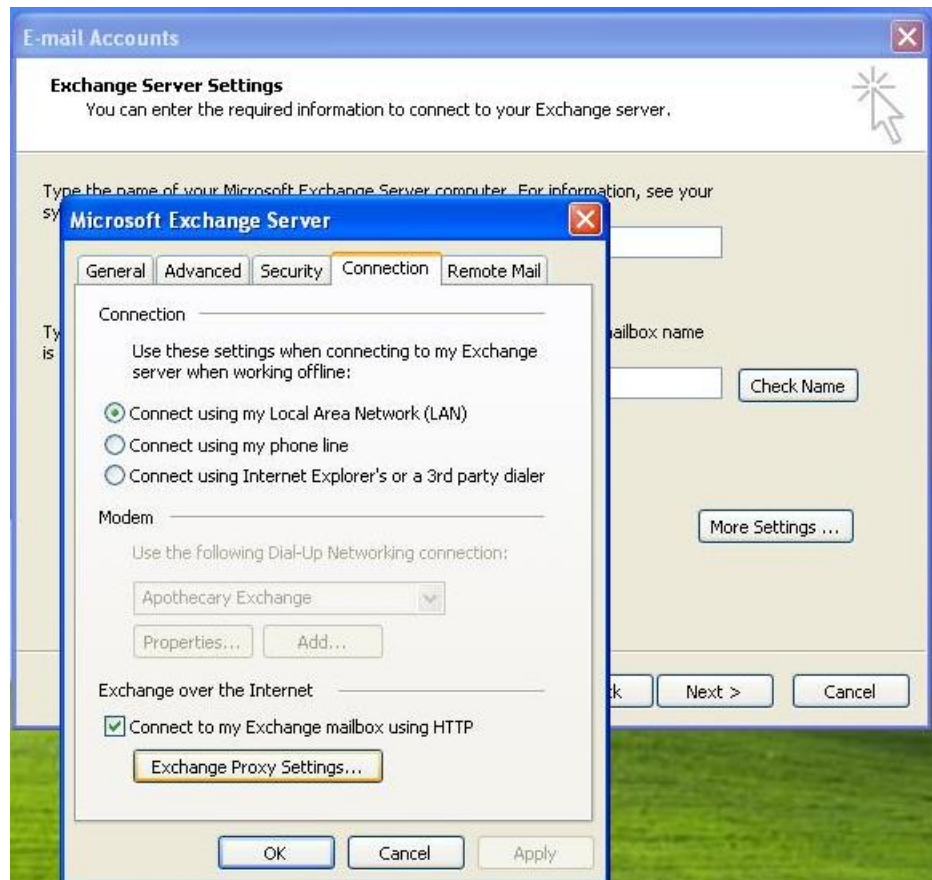 E-mail Accounts
Exchange Server Settings
You can enter the required information to connect to your Exchange server.
Type the name of your Microsoft Exchange Server computer. For information, see your
sy
Microsoft Exchange Server
General Advanced Security Connection Remote Mail
Connection
Use these settings when connecting to my Exchange
server when working offline:
Connect using my Local Area Network (LAN)
Connect using my phone line
Connect using Internet Explorer's or a 3rd party dialer
Modem
Use the following Dial-Up Networking connection:
Apothecary Exchange
Properties... Add...
Exchange over the Internet
Connect to my Exchange mailbox using HTTP
Exchange Proxy Settings...
OK Cancel Apply
Ty
mailbox name
is
Check Name
More Settings ...
Next > Cancel